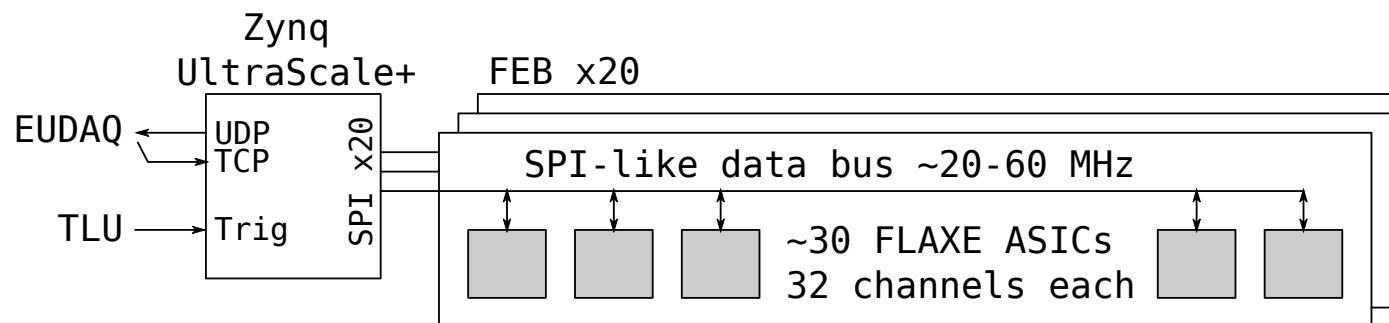 Zynq
UltraScale+
FEB x20
EUDAQ
UDP
TCP
x20
SPI
SPI-like data bus ~20-60 MHz
TLU
Trig
~30 FLAXE ASICs
32 channels each